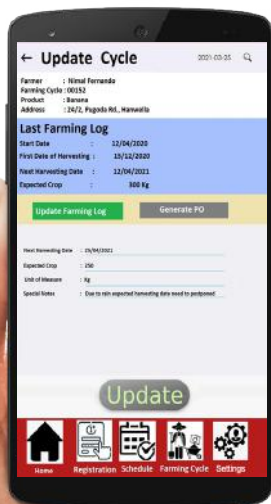 ← Update Cycle 2021-03-25
Farmer : Nimal Fernando
Farming Cycle : 00152
Product : Banana
Address : 24/2, Pugoda Rd., Hanwella
Last Farming Log
Start Date : 12/04/2020
First Date of Harvesting : 15/12/2020
Next Harvesting Date : 12/04/2021
Expected Crop : 300 Kg
Update Farming Log Generate PO
Next Harvesting Date : 25/04/2021
Expected Crop : 250
Unit of Measure : Kg
Special Notes : Due to rain expected harvesting date need to postponed
Update
Home Registration Schedule Farming Cycle Settings